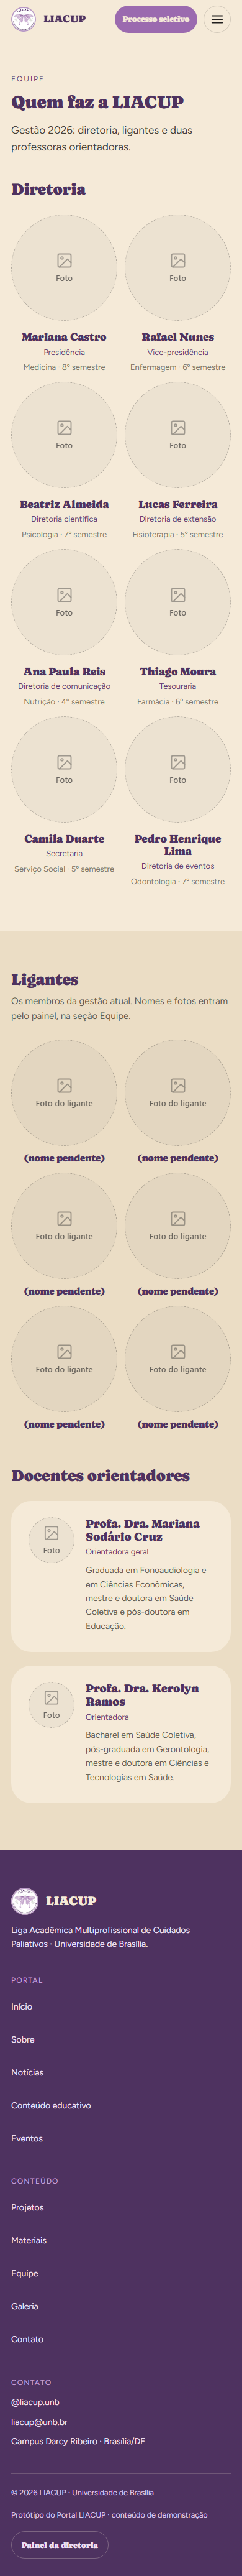 LIACUP
Processo seletivo
EQUIPE
Quem faz a LIACUP
Gestão 2026: diretoria, ligantes e duas
professoras orientadoras.
Diretoria
Foto
Foto
Mariana Castro
Presidência
Medicina · 8º semestre
Rafael Nunes
Vice-presidência
Enfermagem · 6º semestre
Foto
Foto
Beatriz Almeida
Diretoria científica
Psicologia · 7º semestre
Lucas Ferreira
Diretoria de extensão
Fisioterapia · 5º semestre
Foto
Foto
Ana Paula Reis
Diretoria de comunicação
Nutrição · 4º semestre
Thiago Moura
Tesouraria
Farmácia · 6º semestre
Foto
Foto
Camila Duarte
Secretaria
Serviço Social · 5º semestre
Pedro Henrique
Lima
Diretoria de eventos
Odontologia · 7º semestre
Ligantes
Os membros da gestão atual. Nomes e fotos entram
pelo painel, na seção Equipe.
Foto do ligante
Foto do ligante
(nome pendente)
(nome pendente)
Foto do ligante
Foto do ligante
(nome pendente)
(nome pendente)
Foto do ligante
Foto do ligante
(nome pendente)
(nome pendente)
Docentes orientadores
Foto
Profa. Dra. Mariana
Sodário Cruz
Orientadora geral
Graduada em Fonoaudiologia e
em Ciências Econômicas,
mestre e doutora em Saúde
Coletiva e pós-doutora em
Educação.
Foto
Profa. Dra. Kerolyn
Ramos
Orientadora
Bacharel em Saúde Coletiva,
pós-graduada em Gerontologia,
mestre e doutora em Ciências e
Tecnologias em Saúde.
LIACUP
Liga Acadêmica Multiprofissional de Cuidados
Paliativos · Universidade de Brasília.
PORTAL
Início
Sobre
Notícias
Conteúdo educativo
Eventos
CONTEÚDO
Projetos
Materiais
Equipe
Galeria
Contato
CONTATO
@liacup.unb
liacup@unb.br
Campus Darcy Ribeiro · Brasília/DF
© 2026 LIACUP · Universidade de Brasília
Protótipo do Portal LIACUP · conteúdo de demonstração
Painel da diretoria